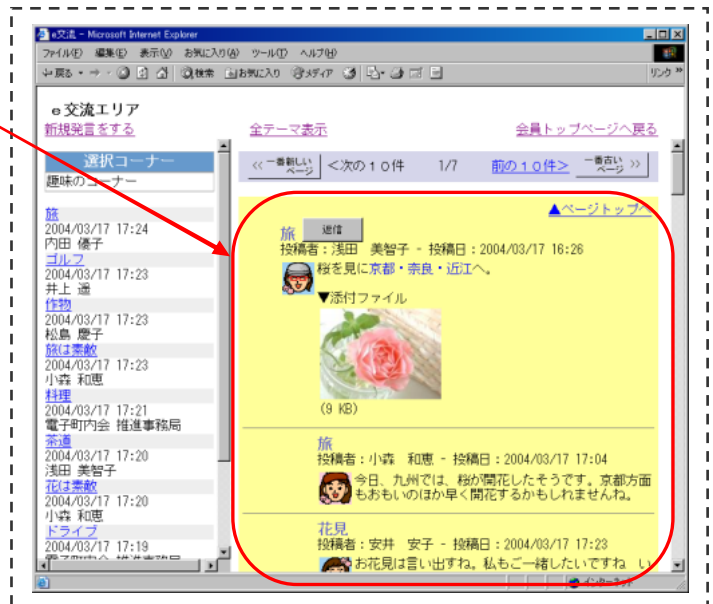 e交流 - Microsoft Internet Explorer
ファイル(F) 編集(E) 表示(V) お気に入り(A) ツール(T) ヘルプ(H)
戻る 検索 お気に入り メディア リンク
e交流エリア
新規発言をする 全テーマ表示 会員トップページへ戻る
選択コーナー
趣味のコーナー
旅
2004/03/17 17:24
内田 優子
ゴルフ
2004/03/17 17:23
井上 遥
作物
2004/03/17 17:23
松島 慶子
旅は素敵
2004/03/17 17:23
小森 和恵
料理
2004/03/17 17:21
電子町内会 推進事務局
茶道
2004/03/17 17:20
浅田 美智子
花は素敵
2004/03/17 17:20
小森 和恵
ドライブ
2004/03/17 17:19
<<一番新しいページ <次の10件 1/7 前の10件> 一番古いページ>>
▲ページトップへ
旅 返信
投稿者:浅田 美智子 - 投稿日:2004/03/17 16:26
桜を見に京都・奈良・近江へ。
▼添付ファイル
(9 KB)
旅
投稿者:小森 和恵 - 投稿日:2004/03/17 17:04
今日、九州では、桜が開花したそうです。京都方面
もおもいのほか早く開花するかもしれませんね。
花見
投稿者:安井 安子 - 投稿日:2004/03/17 17:23
お花見は言い出すね。私もご一緒したいですね い
インターネット